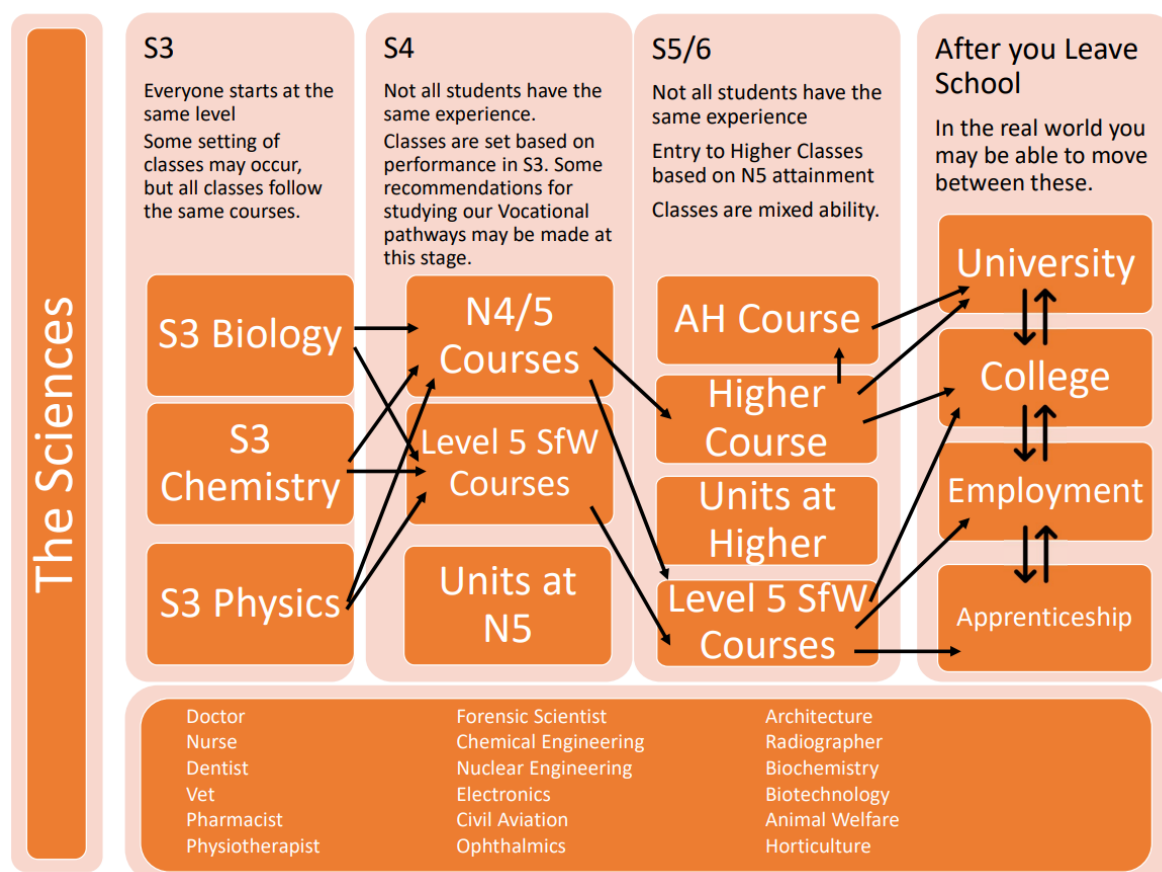 The Sciences
S3
Everyone starts at the
same level
Some setting of
classes may occur,
but all classes follow
the same courses.
S3 Biology
S3
Chemistry
S3 Physics
S4
Not all students have the
same experience.
Classes are set based on
performance in S3. Some
recommendations for
studying our Vocational
pathways may be made at
this stage.
N4/5
Courses
Level 5 SfW
Courses
Units at
N5
S5/6
Not all students have the
same experience
Entry to Higher Classes
based on N5 attainment
Classes are mixed ability.
AH Course
Higher
Course
Units at
Higher
Level 5 SfW
Courses
After you Leave
School
In the real world you
may be able to move
between these.
University
College
Employment
Apprenticeship
Doctor
Nurse
Dentist
Vet
Pharmacist
Physiotherapist
Forensic Scientist
Chemical Engineering
Nuclear Engineering
Electronics
Civil Aviation
Ophthalmics
Architecture
Radiographer
Biochemistry
Biotechnology
Animal Welfare
Horticulture